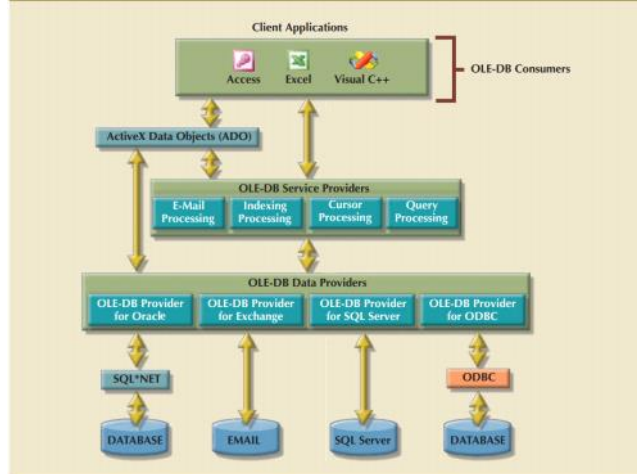 Client Applications
Access Excel Visual C++
OLE-DB Consumers
ActiveX Data Objects (ADO)
OLE-DB Service Providers
E-Mail Processing
Indexing Processing
Cursor Processing
Query Processing
OLE-DB Data Providers
OLE-DB Provider for Oracle
OLE-DB Provider for Exchange
OLE-DB Provider for SQL Server
OLE-DB Provider for ODBC
SQL*NET
ODBC
DATABASE
EMAIL
SQL Server
DATABASE